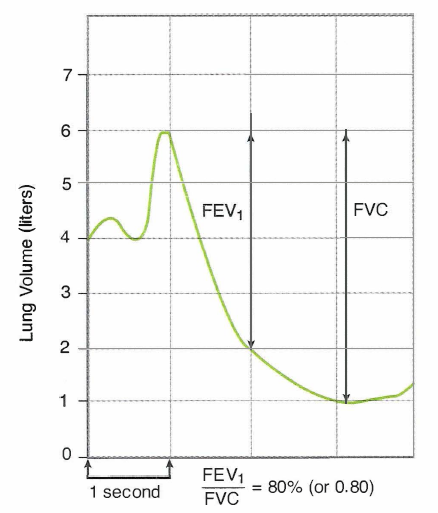 7
6
5
4
3
2
1
0
Lung Volume (liters)
FEV₁
FVC
1 second
FEV₁
FVC
= 80% (or 0.80)